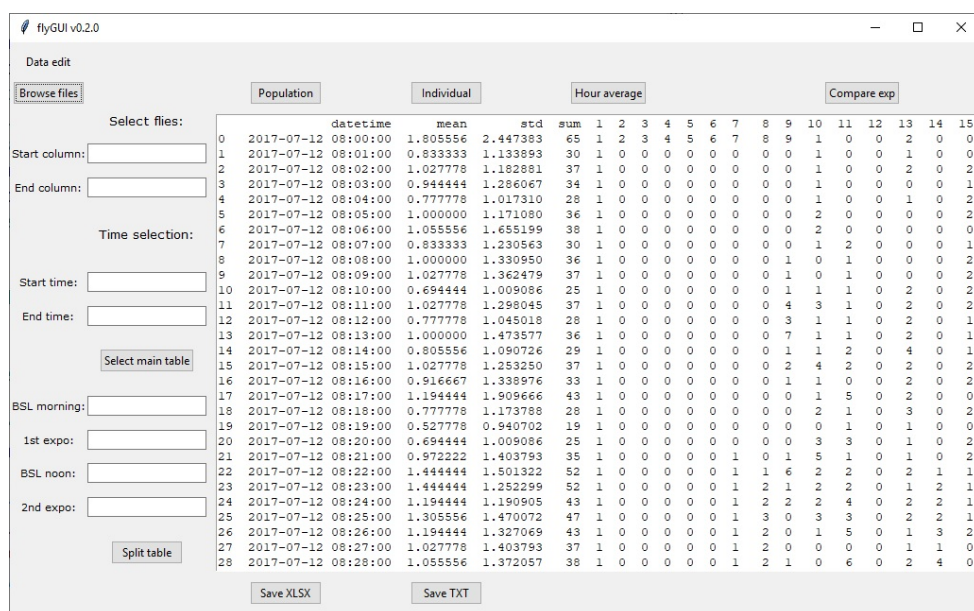 flyGUI v0.2.0
Data edit
Browse files Population Individual Hour average Compare exp
Select flies:
Start column:
End column:
Time selection:
Start time:
End time:
Select main table
BSL morning:
1st expo:
BSL noon:
2nd expo:
Split table
datetime mean std sum 1 2 3 4 5 6 7 8 9 10 11 12 13 14 15
0 2017-07-12 08:00:00 1.805556 2.447383 65 1 2 3 4 5 6 7 8 9 1 0 0 2 0 0
1 2017-07-12 08:01:00 0.833333 1.133893 30 1 0 0 0 0 0 0 0 0 1 0 0 1 0 0
2 2017-07-12 08:02:00 1.027778 1.182881 37 1 0 0 0 0 0 0 0 0 1 0 0 2 0 2
3 2017-07-12 08:03:00 0.944444 1.286067 34 1 0 0 0 0 0 0 0 0 1 0 0 0 0 1
4 2017-07-12 08:04:00 0.777778 1.017310 28 1 0 0 0 0 0 0 0 0 1 0 0 1 0 2
5 2017-07-12 08:05:00 1.000000 1.171080 36 1 0 0 0 0 0 0 0 0 2 0 0 0 0 2
6 2017-07-12 08:06:00 1.055556 1.655199 38 1 0 0 0 0 0 0 0 0 2 0 0 0 0 0
7 2017-07-12 08:07:00 0.833333 1.230563 30 1 0 0 0 0 0 0 0 0 1 2 0 0 0 1
8 2017-07-12 08:08:00 1.000000 1.330950 36 1 0 0 0 0 0 0 0 1 0 1 0 0 0 2
9 2017-07-12 08:09:00 1.027778 1.362479 37 1 0 0 0 0 0 0 0 1 0 1 0 1 0 2
10 2017-07-12 08:10:00 0.694444 1.009086 25 1 0 0 0 0 0 0 0 1 1 1 0 2 0 2
11 2017-07-12 08:11:00 1.027778 1.298045 37 1 0 0 0 0 0 0 0 4 3 1 0 2 0 2
12 2017-07-12 08:12:00 0.777778 1.045018 28 1 0 0 0 0 0 0 0 3 1 1 0 2 0 1
13 2017-07-12 08:13:00 1.000000 1.473577 36 1 0 0 0 0 0 0 0 7 1 1 0 2 0 1
14 2017-07-12 08:14:00 0.805556 1.090726 29 1 0 0 0 0 0 0 0 1 1 2 0 4 0 1
15 2017-07-12 08:15:00 1.027778 1.253250 37 1 0 0 0 0 0 0 0 2 4 2 0 2 0 2
16 2017-07-12 08:16:00 0.916667 1.338976 33 1 0 0 0 0 0 0 0 1 1 0 0 2 0 2
17 2017-07-12 08:17:00 1.194444 1.909666 43 1 0 0 0 0 0 0 0 0 1 5 0 2 0 0
18 2017-07-12 08:18:00 0.777778 1.173788 28 1 0 0 0 0 0 0 0 0 2 1 0 3 0 2
19 2017-07-12 08:19:00 0.527778 0.940702 19 1 0 0 0 0 0 0 0 0 0 1 0 1 0 0
20 2017-07-12 08:20:00 0.694444 1.009086 25 1 0 0 0 0 0 0 0 0 3 3 0 1 0 2
21 2017-07-12 08:21:00 0.972222 1.403793 35 1 0 0 0 0 0 1 0 1 5 1 0 1 0 2
22 2017-07-12 08:22:00 1.444444 1.501322 52 1 0 0 0 0 0 1 1 6 2 2 0 2 1 1
23 2017-07-12 08:23:00 1.444444 1.252299 52 1 0 0 0 0 0 1 2 1 2 2 0 1 2 1
24 2017-07-12 08:24:00 1.194444 1.190905 43 1 0 0 0 0 0 1 2 2 2 4 0 2 2 1
25 2017-07-12 08:25:00 1.305556 1.470072 47 1 0 0 0 0 0 1 3 0 3 3 0 2 2 1
26 2017-07-12 08:26:00 1.194444 1.327069 43 1 0 0 0 0 0 1 2 0 1 5 0 1 3 2
27 2017-07-12 08:27:00 1.027778 1.403793 37 1 0 0 0 0 0 1 2 0 0 0 0 1 1 0
28 2017-07-12 08:28:00 1.055556 1.372057 38 1 0 0 0 0 0 1 2 1 0 6 0 2 4 0
Save XLSX Save TXT